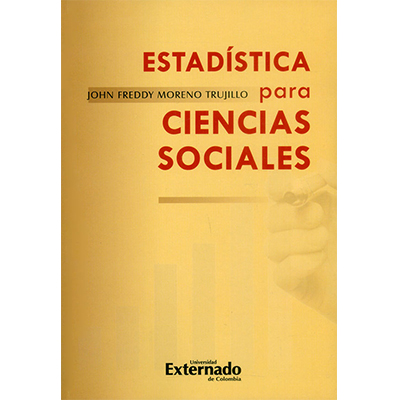 ESTADÍSTICA
JOHN FREDDY MORENO TRUJILLO para
CIENCIAS
SOCIALES
Universidad
Externado
de Colombia